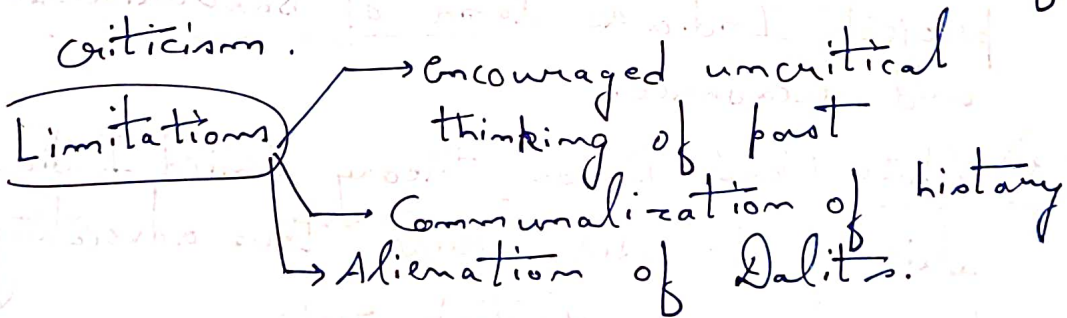 criticism.
Limitations → encouraged uncritical
thinking of past
→ Communalization of history
→ Alienation of Dalits.